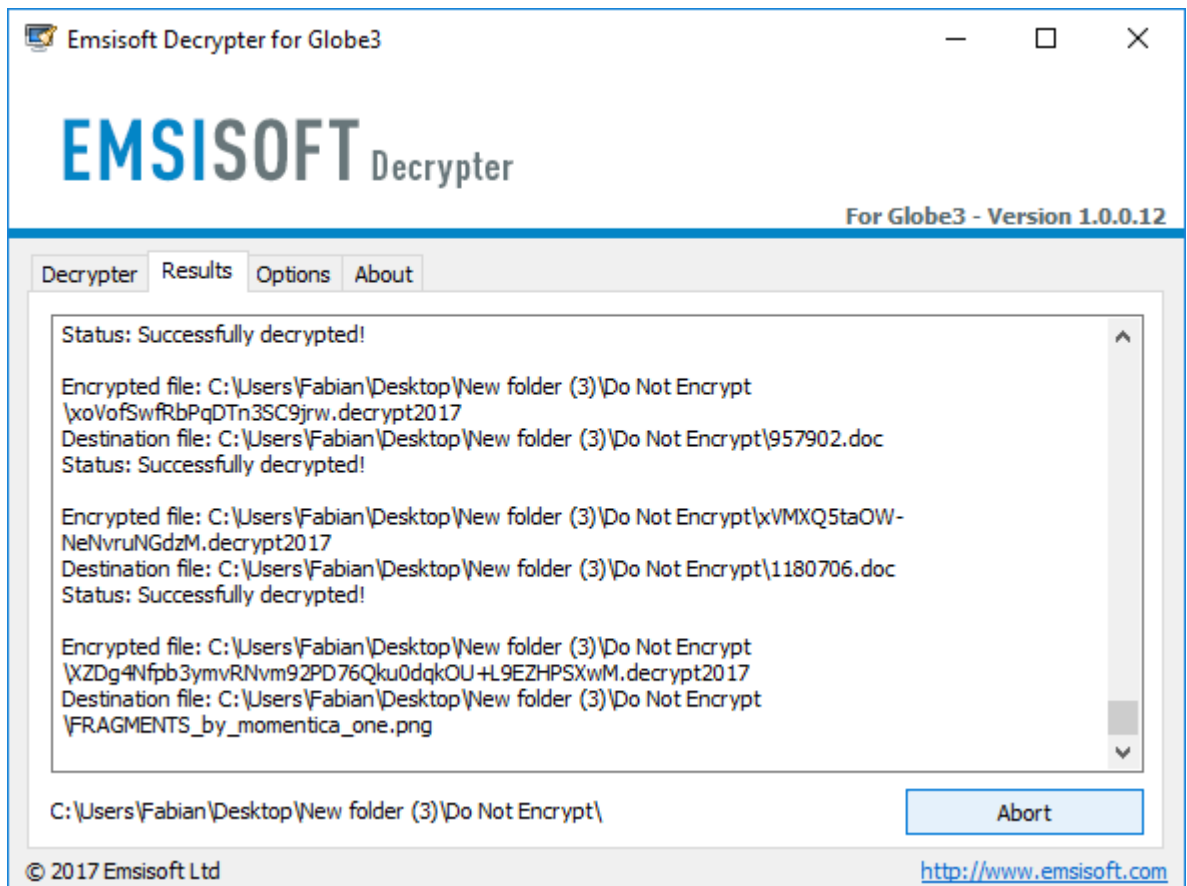 Emsisoft Decrypter for Globe3
EMSISOFT Decrypter
For Globe3 - Version 1.0.0.12
Decrypter Results Options About
Status: Successfully decrypted!
Encrypted file: C:\Users\Fabian\Desktop\New folder (3)\Do Not Encrypt
\xoVofSwfRbPqDTn3SC9jrw.decrypt2017
Destination file: C:\Users\Fabian\Desktop\New folder (3)\Do Not Encrypt\957902.doc
Status: Successfully decrypted!
Encrypted file: C:\Users\Fabian\Desktop\New folder (3)\Do Not Encrypt\xVMXQ5taOW-
NeNvruNGdzM.decrypt2017
Destination file: C:\Users\Fabian\Desktop\New folder (3)\Do Not Encrypt\1180706.doc
Status: Successfully decrypted!
Encrypted file: C:\Users\Fabian\Desktop\New folder (3)\Do Not Encrypt
\XZDg4Nfpb3ymvRNvm92PD76Qku0dqkOU+L9EZHPSXwM.decrypt2017
Destination file: C:\Users\Fabian\Desktop\New folder (3)\Do Not Encrypt
\FRAGMENTS_by_momentica_one.png
C:\Users\Fabian\Desktop\New folder (3)\Do Not Encrypt\
Abort
© 2017 Emsisoft Ltd
http://www.emsisoft.com